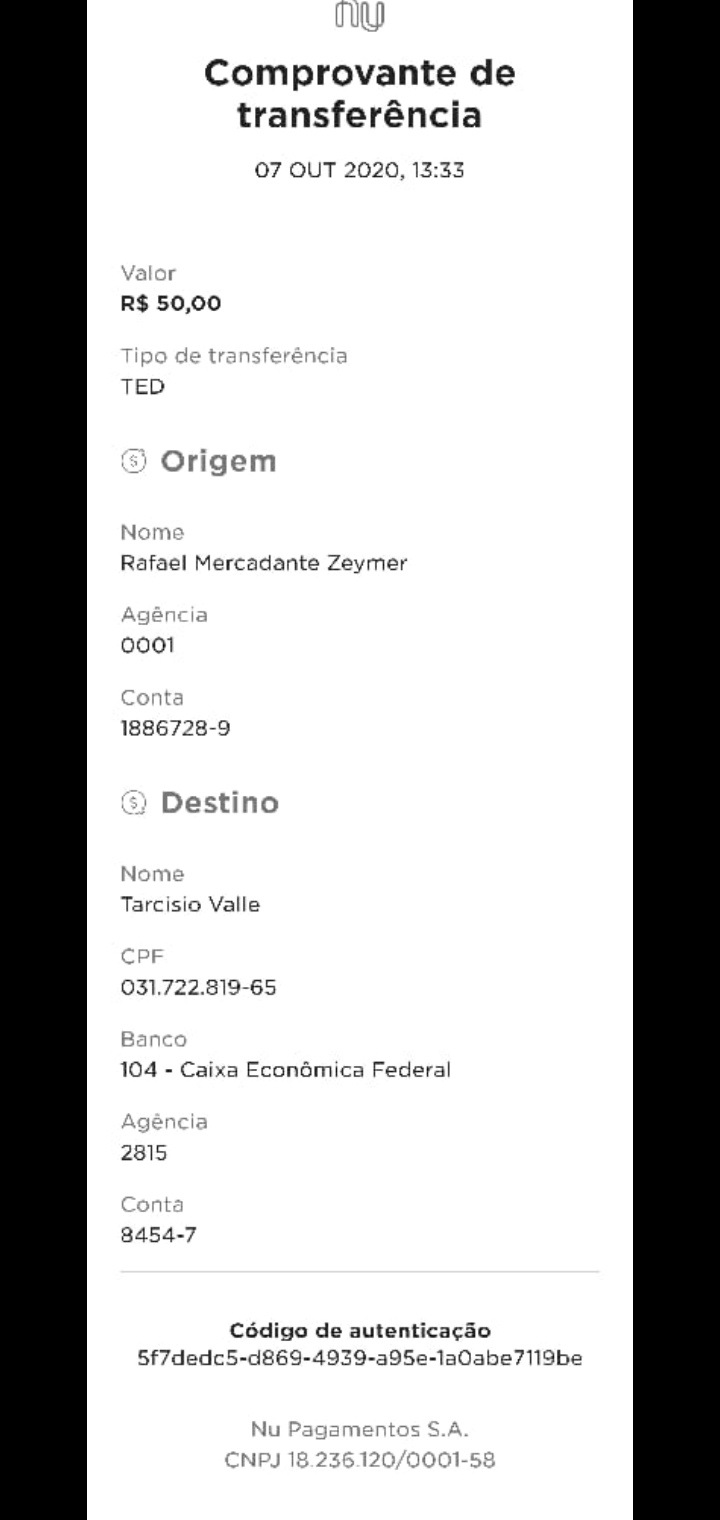 nu
Comprovante de
transferência
07 OUT 2020, 13:33
Valor
R$ 50,00
Tipo de transferência
TED
Origem
Nome
Rafael Mercadante Zeymer
Agência
0001
Conta
1886728-9
Destino
Nome
Tarcisio Valle
CPF
031.722.819-65
Banco
104 - Caixa Econômica Federal
Agência
2815
Conta
8454-7
Código de autenticação
5f7dedc5-d869-4939-a95e-1a0abe7119be
Nu Pagamentos S.A.
CNPJ 18.236.120/0001-58